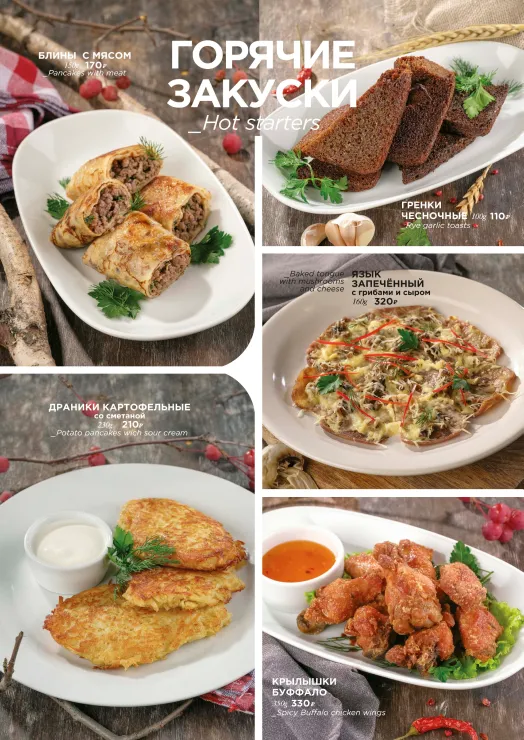 ГОРЯЧИЕ
ЗАКУСКИ
_Hot starters
БЛИНЫ С МЯСОМ
150g 170₽
_Pancakes with meat
ГРЕНКИ
ЧЕСНОЧНЫЕ 100g 110₽
_Rye garlic toasts
_Baked tongue
with mushrooms
and cheese
ЯЗЫК
ЗАПЕЧЁННЫЙ
с грибами и сыром
160g 320₽
ДРАНИКИ КАРТОФЕЛЬНЫЕ
со сметаной
230g 210₽
_Potato pancakes wich sour cream
КРЫЛЫШКИ
БУФФАЛО
350g 330₽
_Spicy Buffalo chicken wings